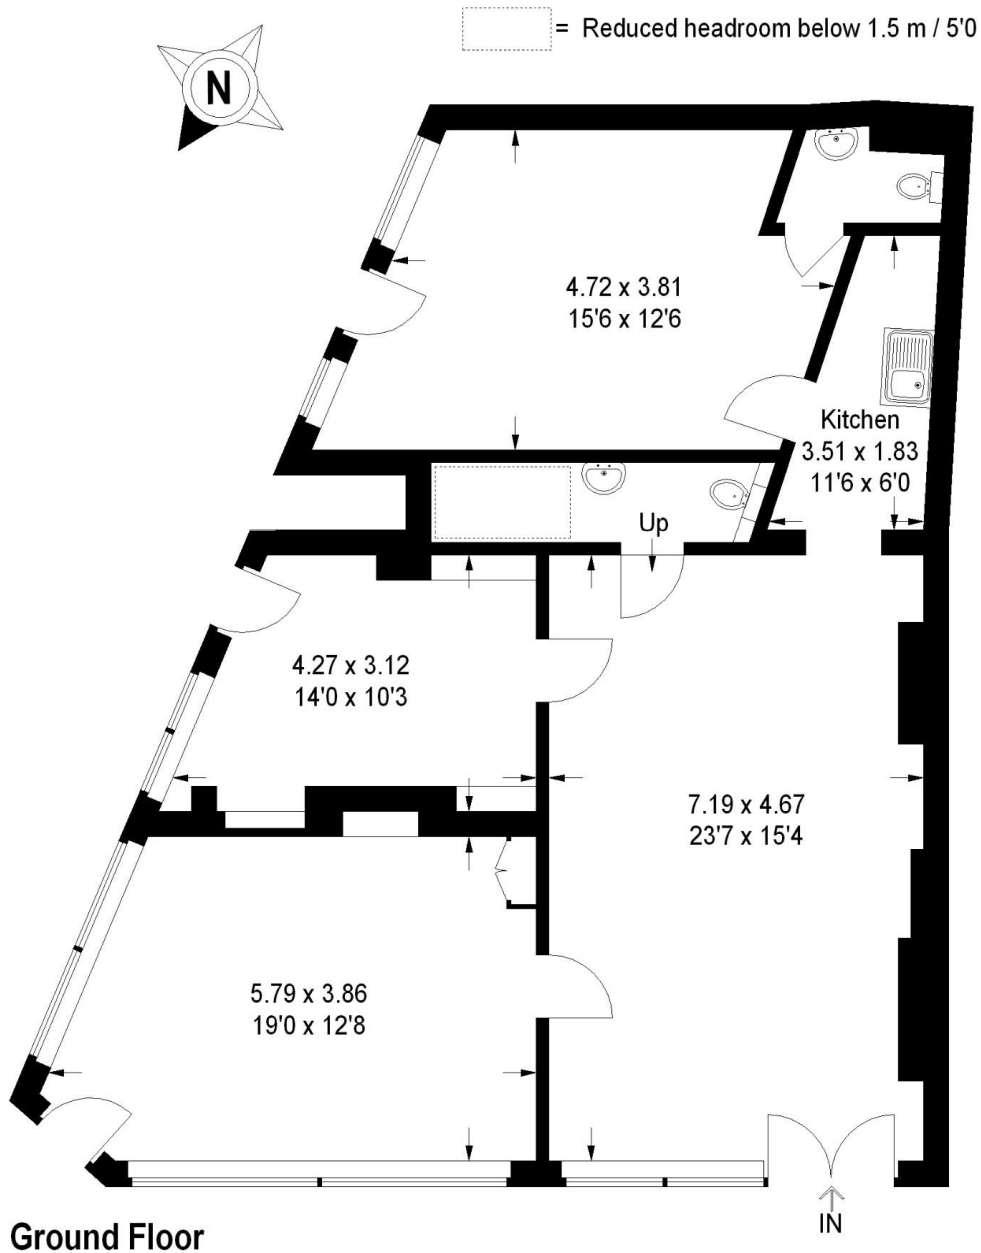 = Reduced headroom below 1.5 m / 5'0
N
4.72 x 3.81
15'6 x 12'6
Kitchen
3.51 x 1.83
11'6 x 6'0
Up
4.27 x 3.12
14'0 x 10'3
7.19 x 4.67
23'7 x 15'4
5.79 x 3.86
19'0 x 12'8
IN
Ground Floor